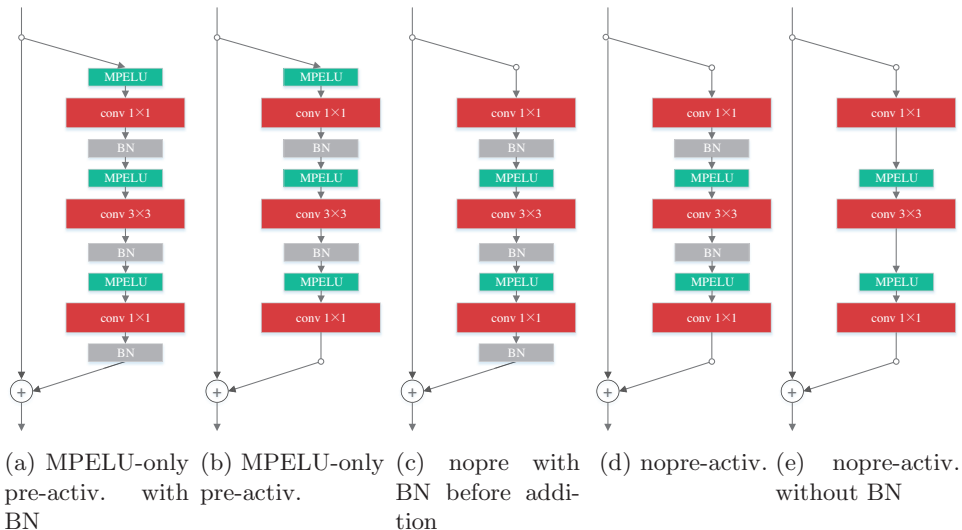 MPELU
conv 1×1
BN
MPELU
conv 3×3
BN
MPELU
conv 1×1
BN
+
(a) MPELU-only
pre-activ. with
BN
MPELU
conv 1×1
BN
MPELU
conv 3×3
BN
MPELU
conv 1×1
+
(b) MPELU-only
pre-activ.
conv 1×1
BN
MPELU
conv 3×3
BN
MPELU
conv 1×1
BN
+
(c) nopre with
BN before addi-
tion
conv 1×1
BN
MPELU
conv 3×3
BN
MPELU
conv 1×1
+
(d) nopre-activ.
conv 1×1
MPELU
conv 3×3
MPELU
conv 1×1
+
(e) nopre-activ.
without BN